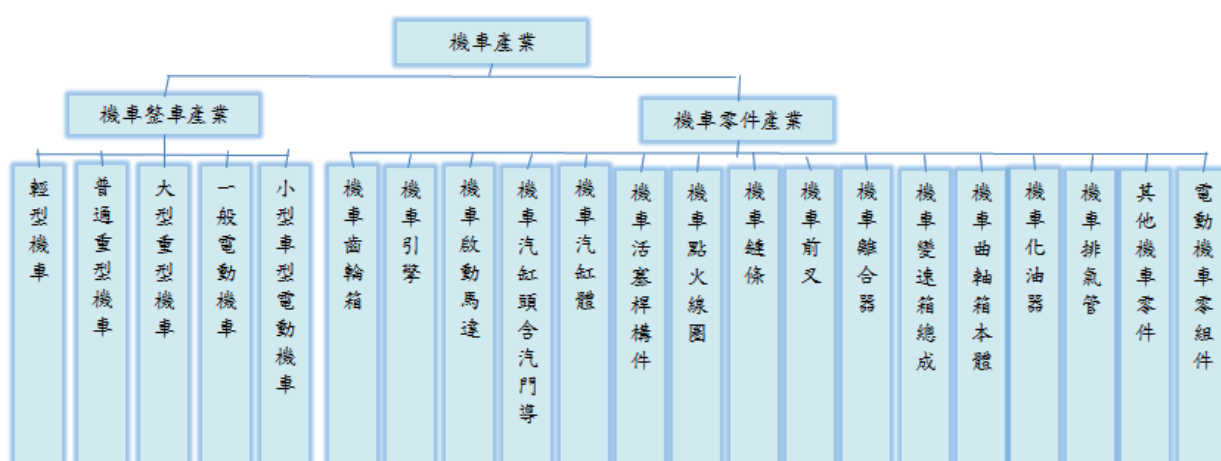 機車產業
機車整車產業
機車零件產業
輕型機車
普通重型機車
大型重型機車
一般電動機車
小型車型電動機車
機車齒輪箱
機車引擎
機車啟動馬達
機車汽缸頭含汽門導
機車汽缸體
機車活塞桿構件
機車點火線圈
機車鏈條
機車前叉
機車離合器
機車變速箱總成
機車曲軸箱本體
機車化油器
機車排氣管
其他機車零件
電動機車零組件